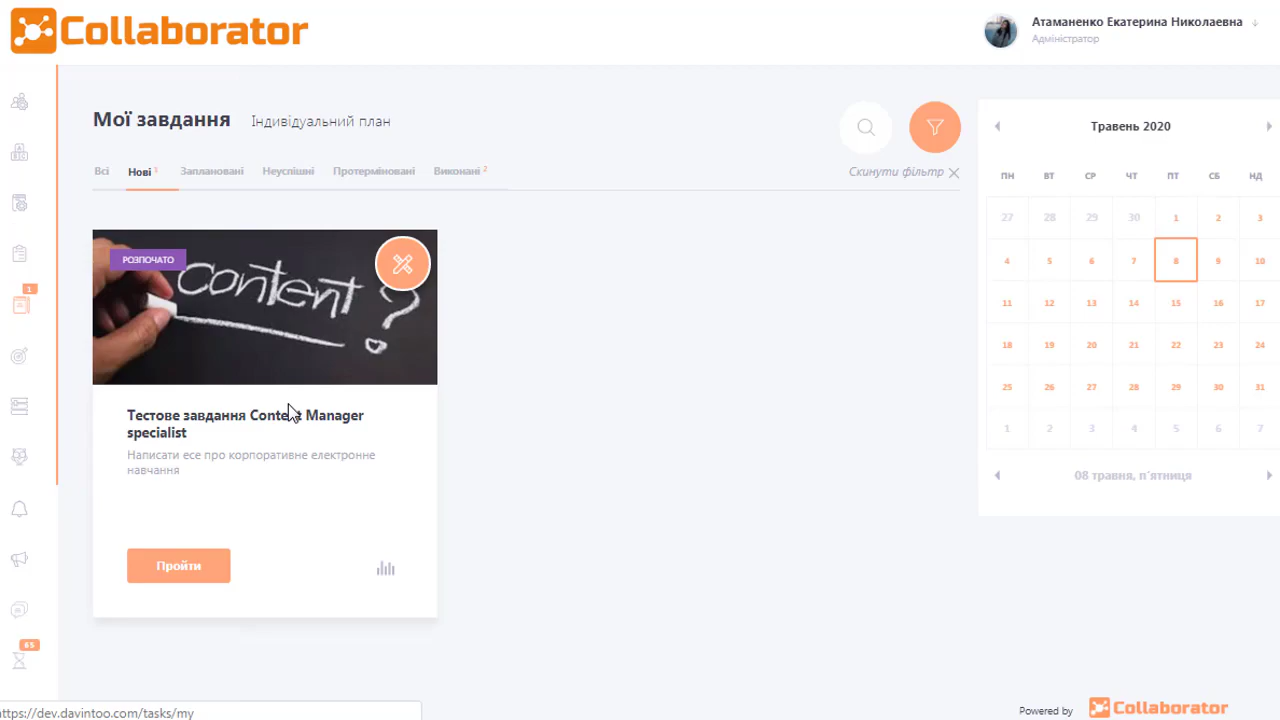 Collaborator
Атаманенко Екатерина Николаевна
Адміністратор
Мої завдання Індивідуальний план
Всі Нові 1 Заплановані Неуспішні Протерміновані Виконані 2
Скинути фільтр
РОЗПОЧАТО
content?
Тестове завдання Content Manager
specialist
Написати есе про корпоративне електронне
навчання
Пройти
1
65
Травень 2020
ПН ВТ СР ЧТ ПТ СБ НД
27 28 29 30 1 2 3
4 5 6 7 8 9 10
11 12 13 14 15 16 17
18 19 20 21 22 23 24
25 26 27 28 29 30 31
1 2 3 4 5 6 7
08 травня, п'ятниця
https://dev.davintoo.com/tasks/my
Powered by Collaborator